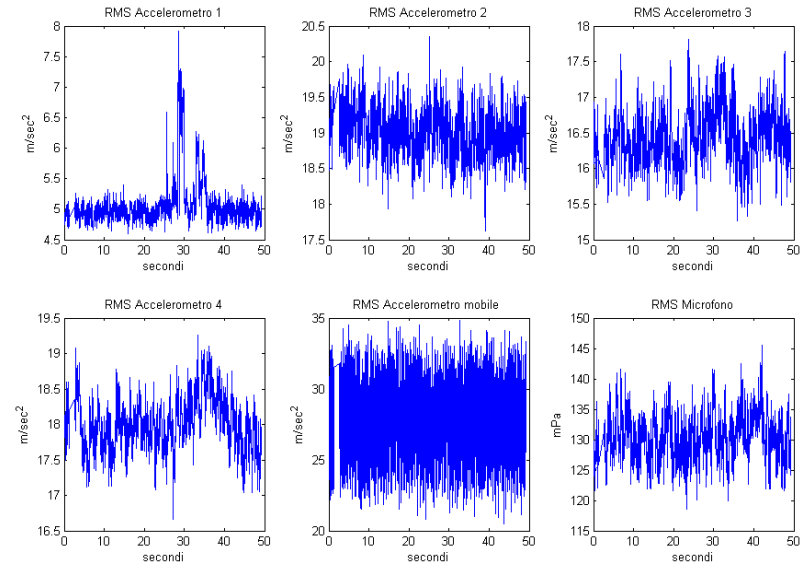 RMS Accelerometro 1
8
7.5
7
6.5
6
5.5
5
4.5
m/sec²
0 10 20 30 40 50
secondi
RMS Accelerometro 2
20.5
20
19.5
19
18.5
18
17.5
m/sec²
0 10 20 30 40 50
secondi
RMS Accelerometro 3
18
17.5
17
16.5
16
15.5
15
m/sec²
0 10 20 30 40 50
secondi
RMS Accelerometro 4
19.5
19
18.5
18
17.5
17
16.5
m/sec²
0 10 20 30 40 50
secondi
RMS Accelerometro mobile
35
30
25
20
m/sec²
0 10 20 30 40 50
secondi
RMS Microfono
150
145
140
135
130
125
120
115
mPa
0 10 20 30 40 50
secondi